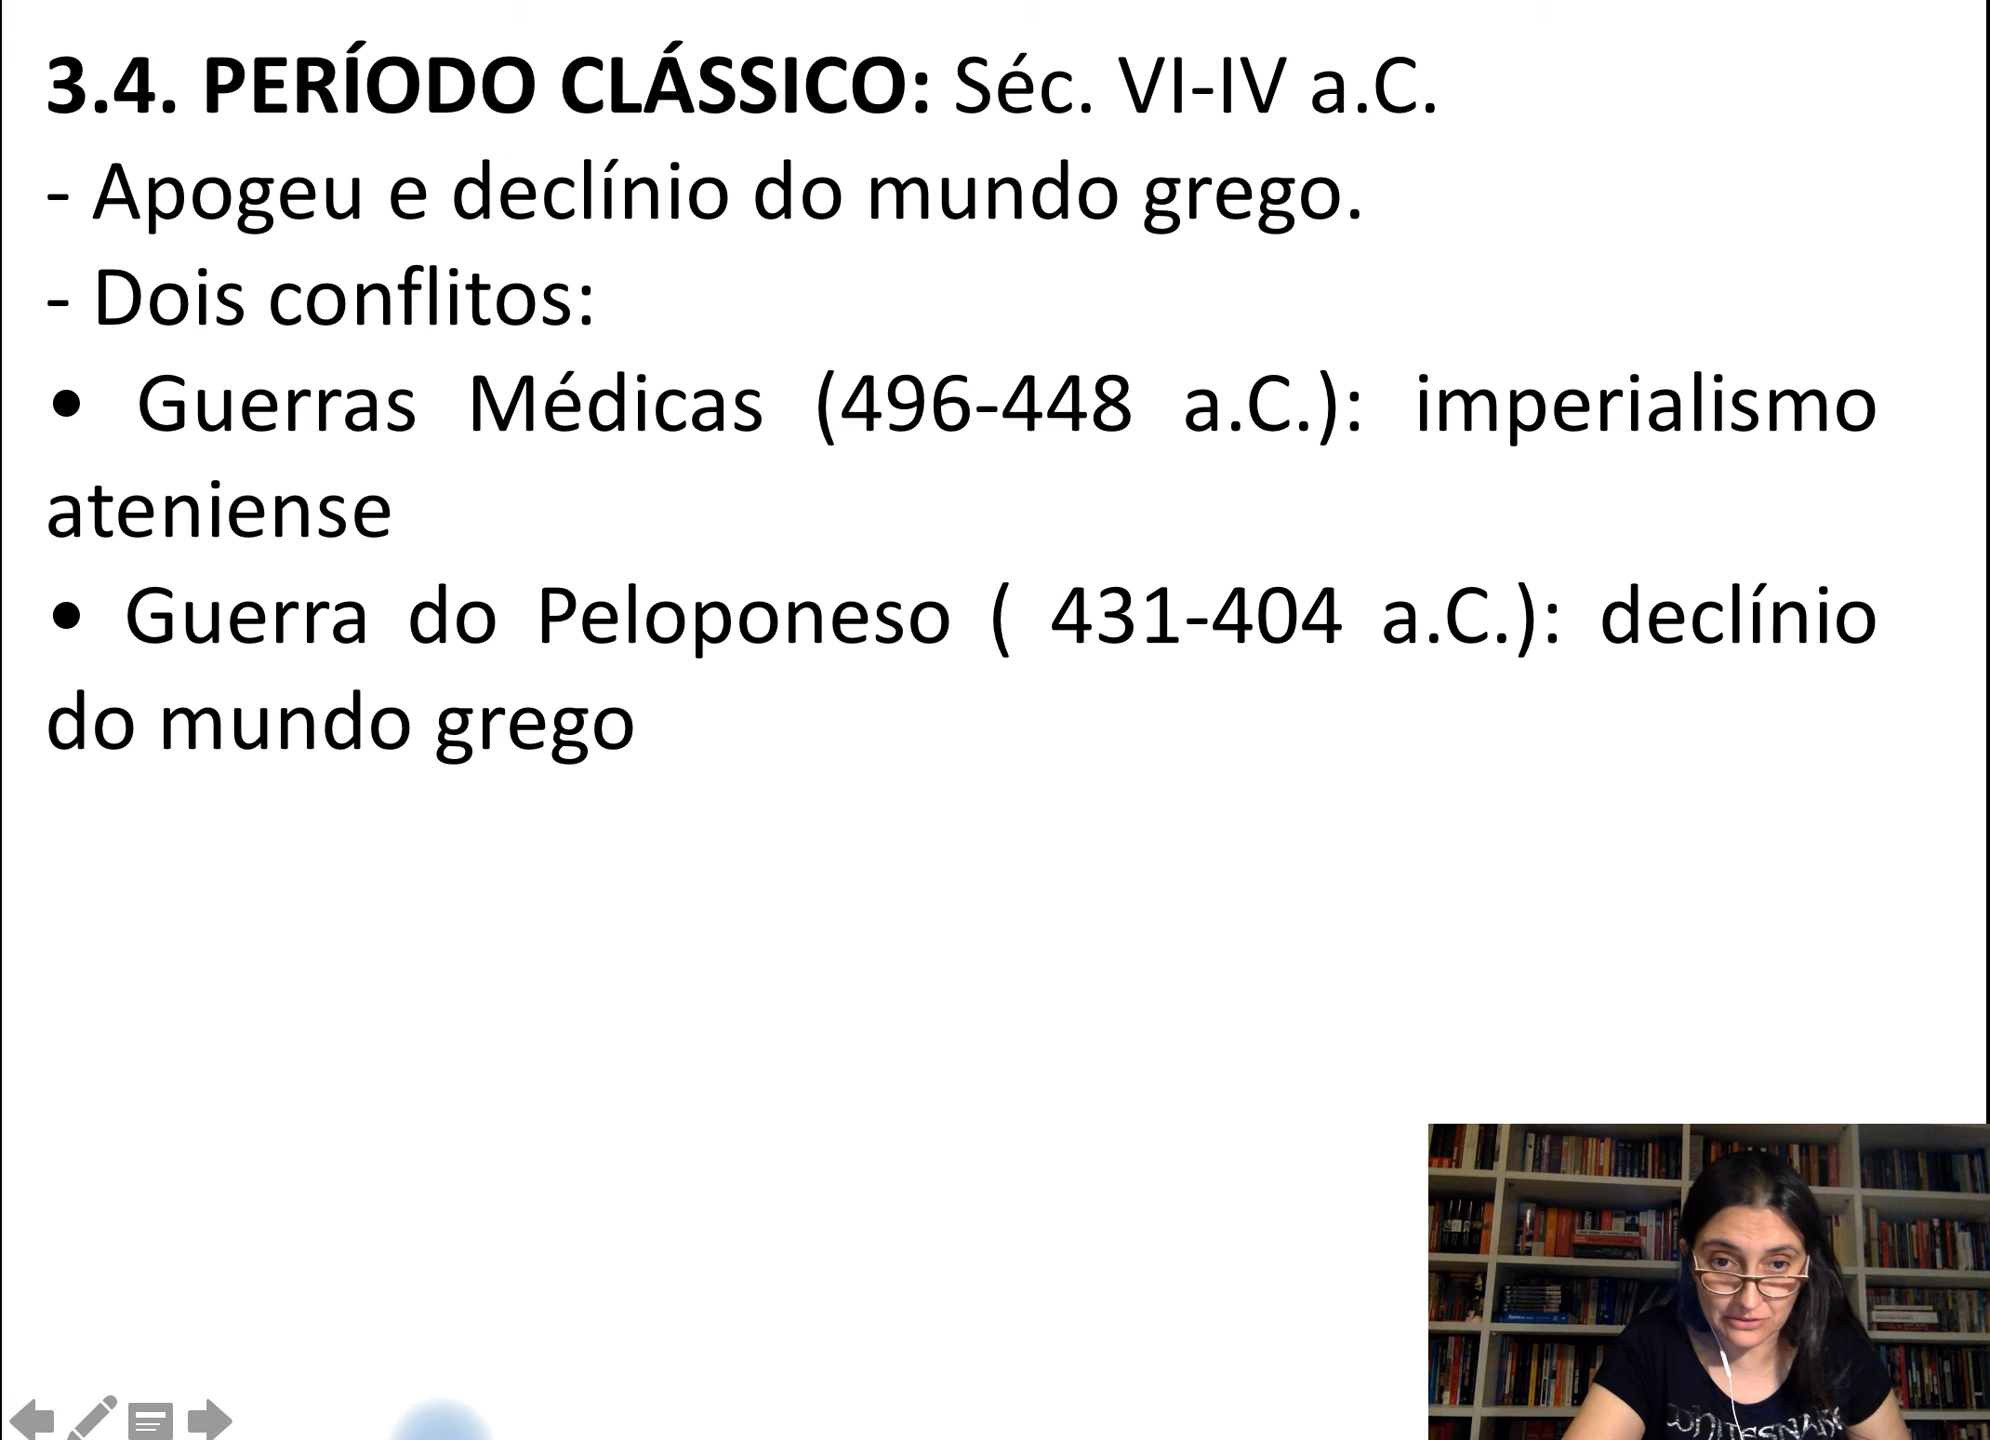 3.4. PERÍODO CLÁSSICO: Séc. VI-IV a.C.
- Apogeu e declínio do mundo grego.
- Dois conflitos:
• Guerras Médicas (496-448 a.C.): imperialismo
ateniense
• Guerra do Peloponeso ( 431-404 a.C.): declínio
do mundo grego